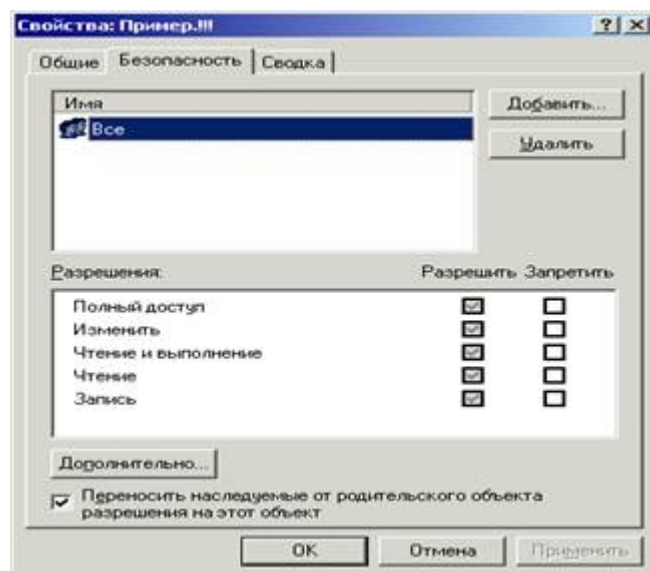 Свойства: Пример.!!!
Общие Безопасность Сводка
Имя
Добавить...
Все
Удалить
Разрешения: Разрешить Запретить
Полный доступ
Изменить
Чтение и выполнение
Чтение
Запись
Дополнительно...
Переносить наследуемые от родительского объекта
разрешения на этот объект
ОК Отмена Применить